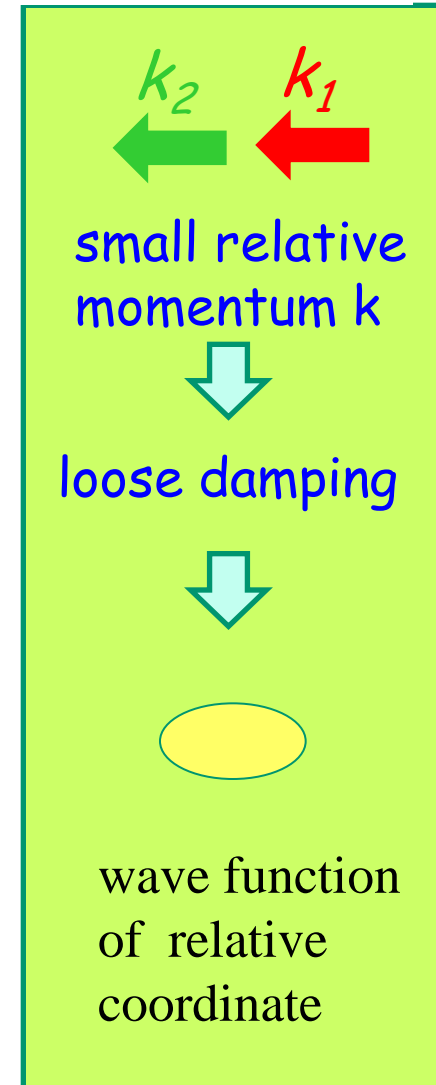 k2 k1
small relative
momentum k
loose damping
wave function
of relative
coordinate